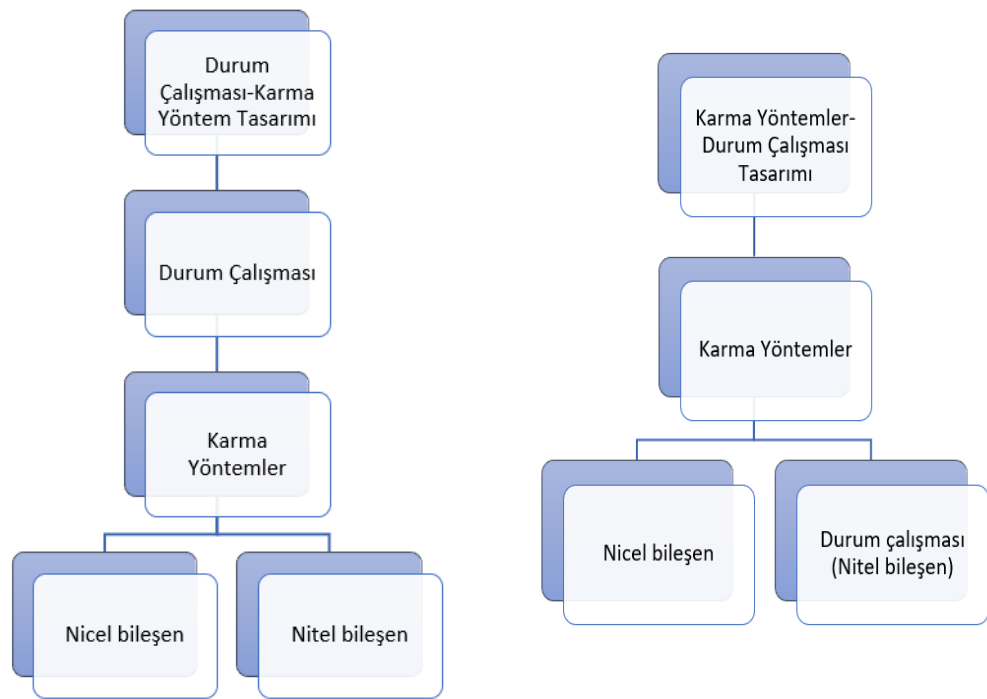 Durum
Çalışması-Karma
Yöntem Tasarımı
Durum Çalışması
Karma
Yöntemler
Nicel bileşen
Nitel bileşen
Karma Yöntemler-
Durum Çalışması
Tasarımı
Karma Yöntemler
Nicel bileşen
Durum çalışması
(Nitel bileşen)